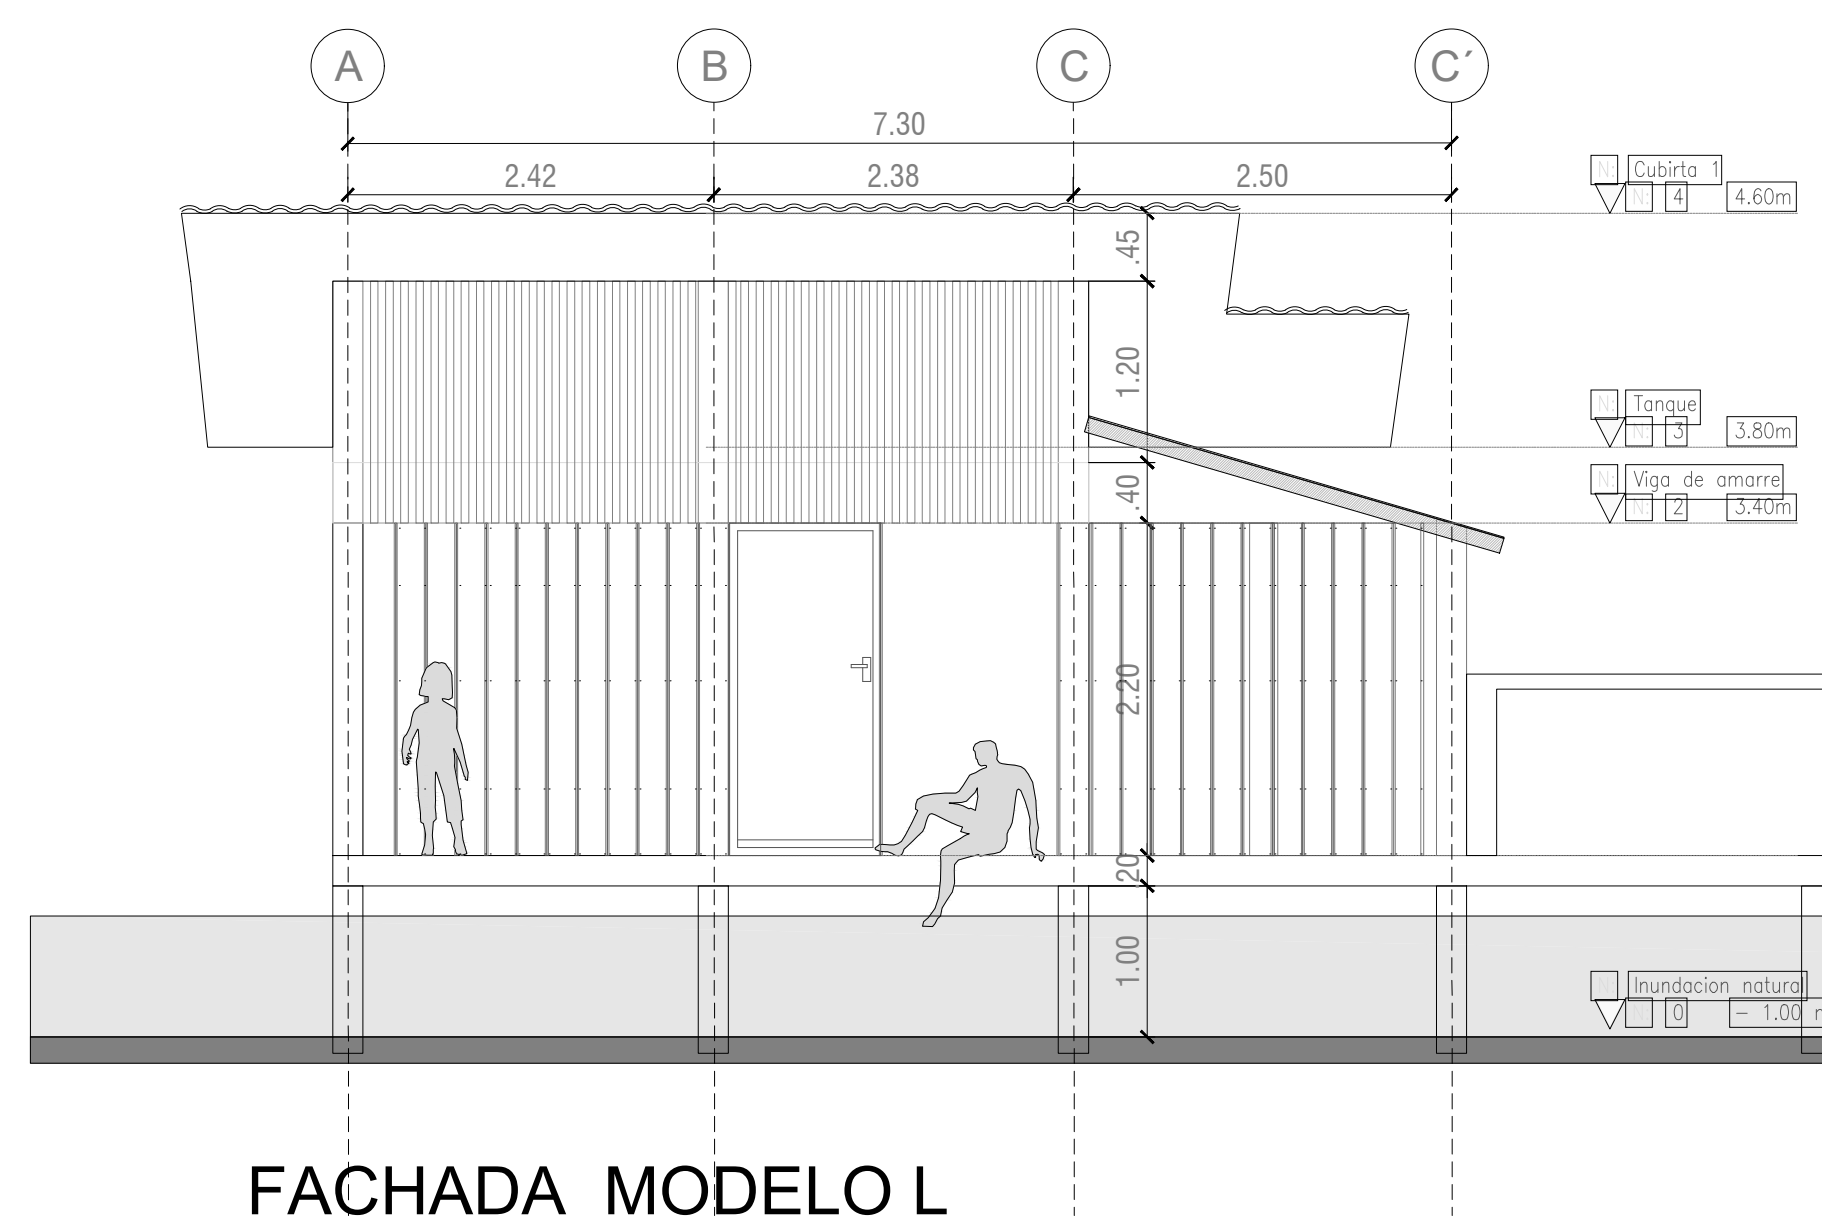 A B C C´
7.30
2.42 2.38 2.50
N: Cubirta 1
N: 4 4.60m
.45
1.20
N: Tanque
N: 3 3.80m
N: Viga de amarre
N: 2 3.40m
.40
2.20
20
1.00
N: Inundacion natural
N: 0 - 1.00
FACHADA MODELO L